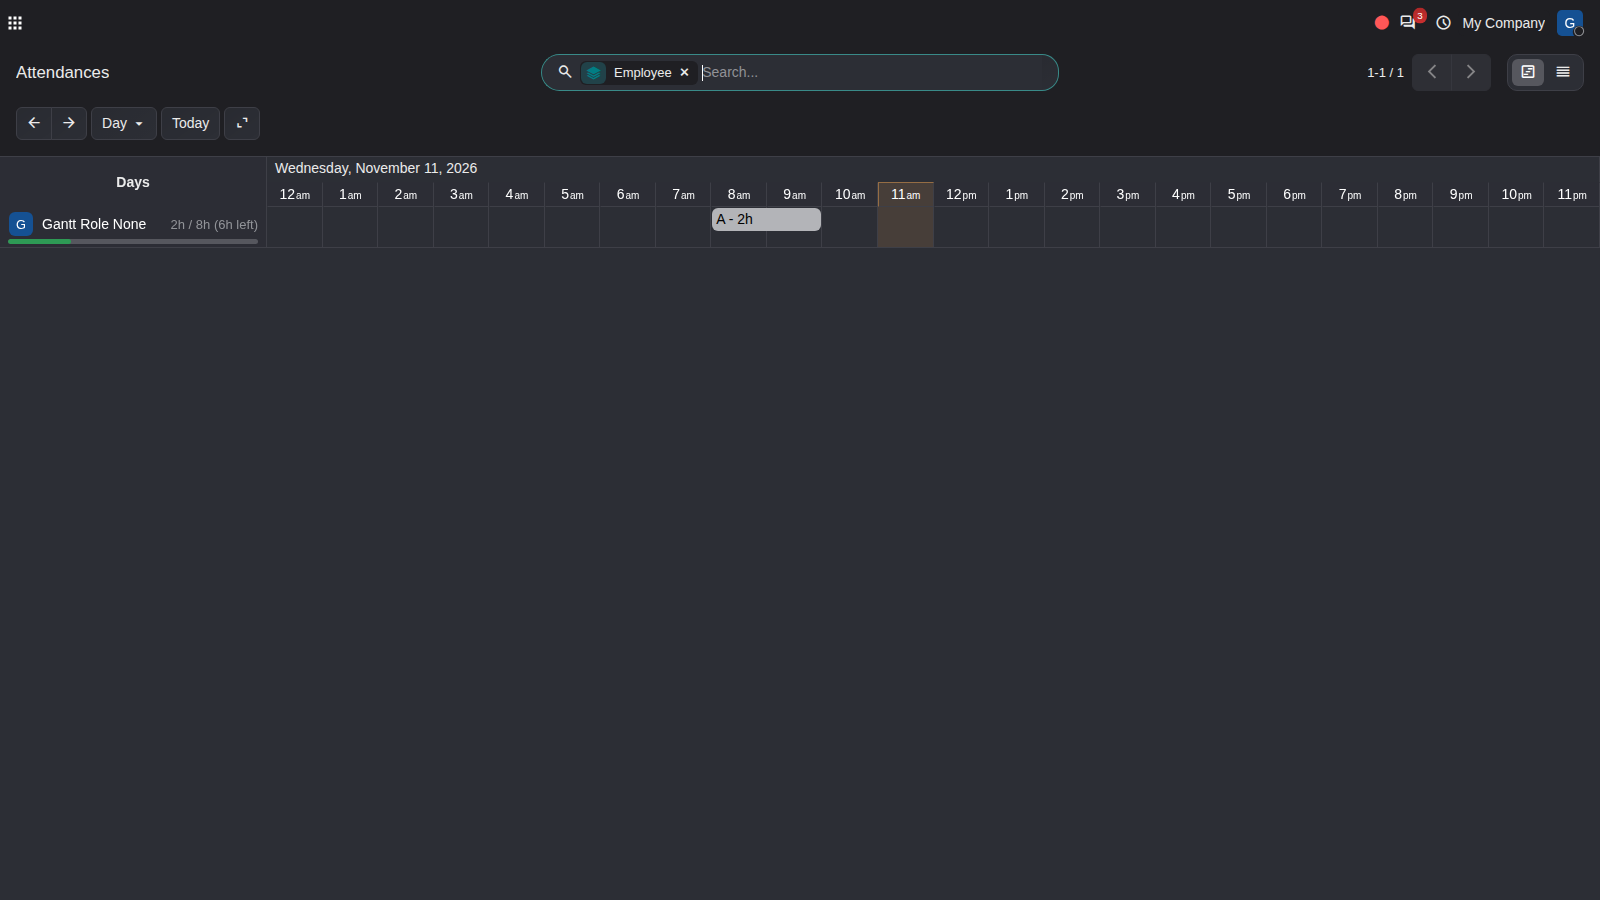 3
My Company
G
Attendances
Employee
Search...
1-1 / 1
Day
Today
Days
Wednesday, November 11, 2026
12am 1am 2am 3am 4am 5am 6am 7am 8am 9am 10am 11am 12pm 1pm 2pm 3pm 4pm 5pm 6pm 7pm 8pm 9pm 10pm 11pm
G Gantt Role None 2h / 8h (6h left)
A - 2h